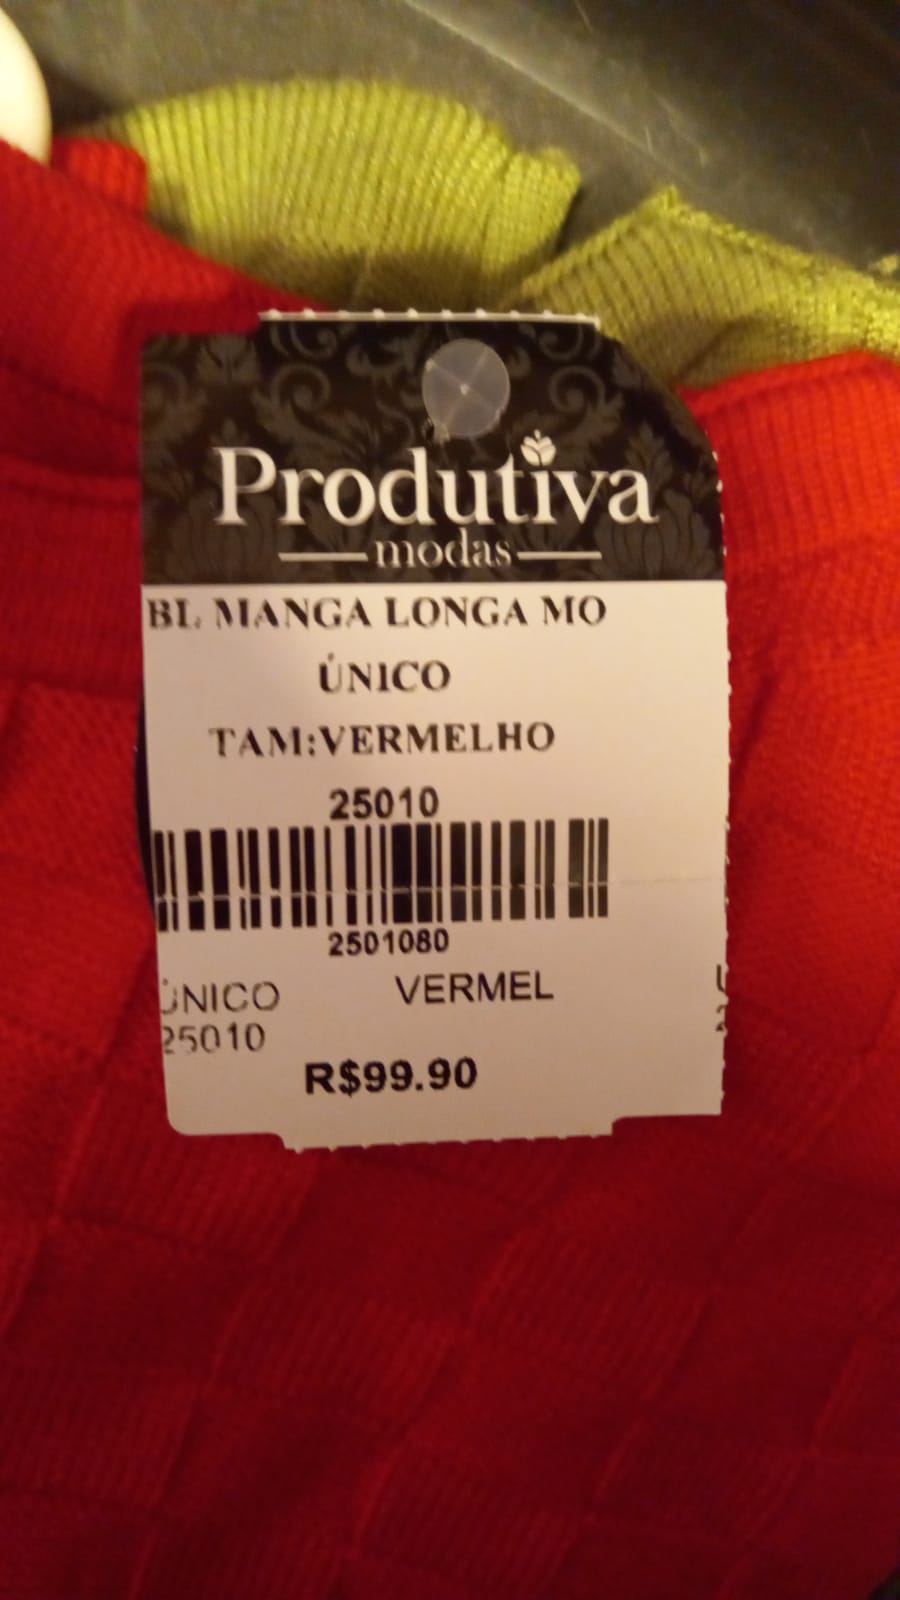 Produtiva
modas
BL MANGA LONGA MO
ÚNICO
TAM:VERMELHO
25010
2501080
ÚNICO VERMEL
25010
R$99.90